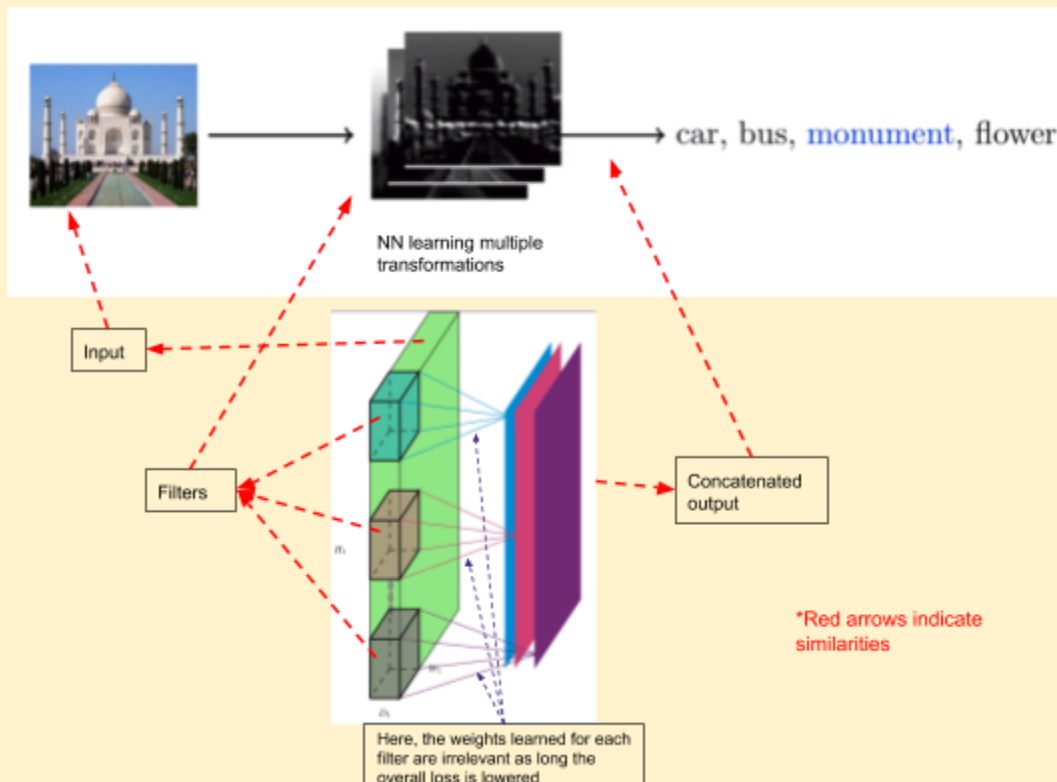 car, bus, monument, flower
NN learning multiple
transformations
Input
Filters
Concatenated
output
*Red arrows indicate
similarities
Here, the weights learned for each
filter are irrelevant as long the
overall loss is lowered